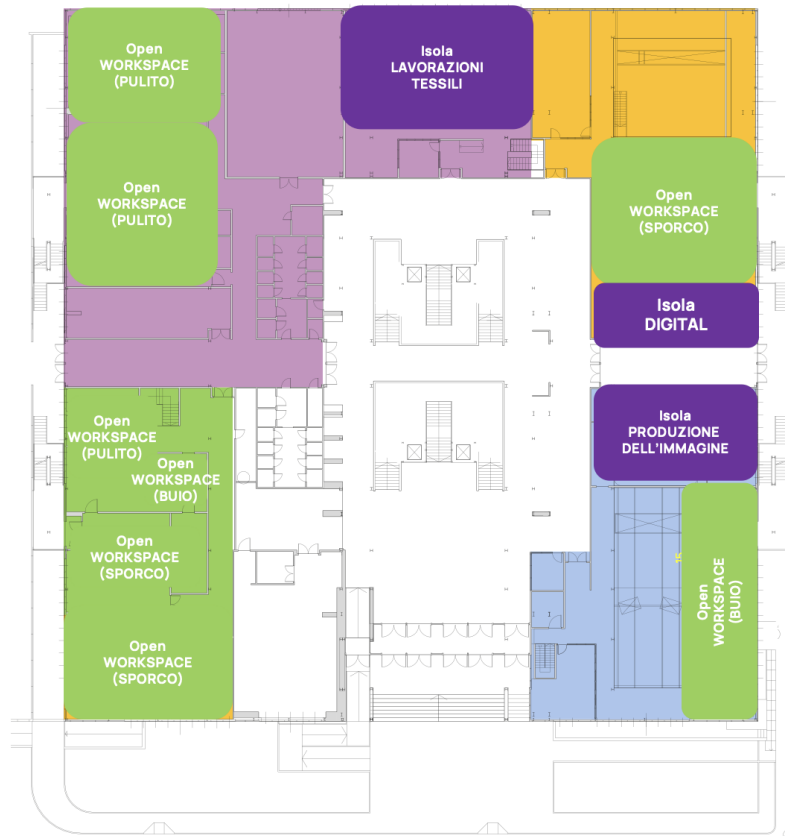 Open
WORKSPACE
(PULITO)
Isola
LAVORAZIONI
TESSILI
Open
WORKSPACE
(PULITO)
Open
WORKSPACE
(SPORCO)
Isola
DIGITAL
Open
WORKSPACE
(PULITO)
Open
WORKSPACE
(BUIO)
Isola
PRODUZIONE
DELL'IMMAGINE
Open
WORKSPACE
(SPORCO)
Open
WORKSPACE
(BUIO)
Open
WORKSPACE
(SPORCO)